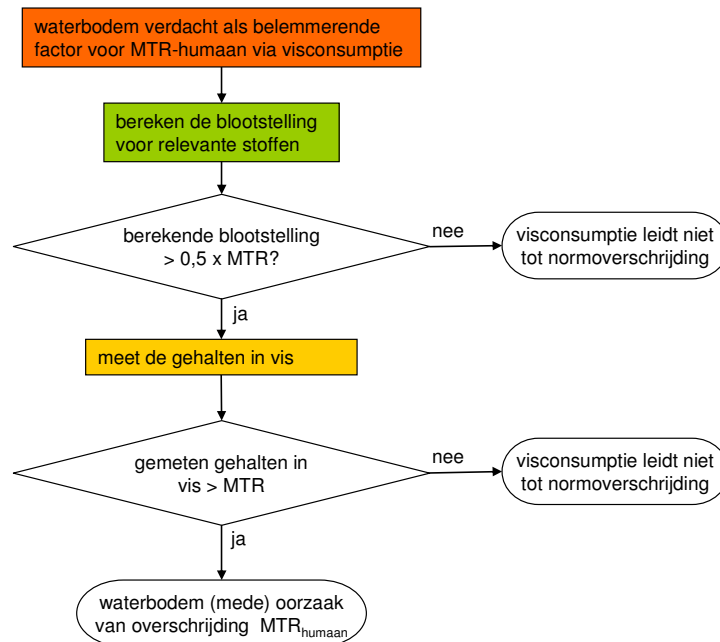 waterbodem verdacht als belemmerende
factor voor MTR-humaan via visconsumptie
bereken de blootstelling
voor relevante stoffen
berekende blootstelling
> 0,5 x MTR?
nee
visconsumptie leidt niet
tot normoverschrijding
ja
meet de gehalten in vis
gemeten gehalten in
vis > MTR
nee
visconsumptie leidt niet
tot normoverschrijding
ja
waterbodem (mede) oorzaak
van overschrijding MTRhumaan